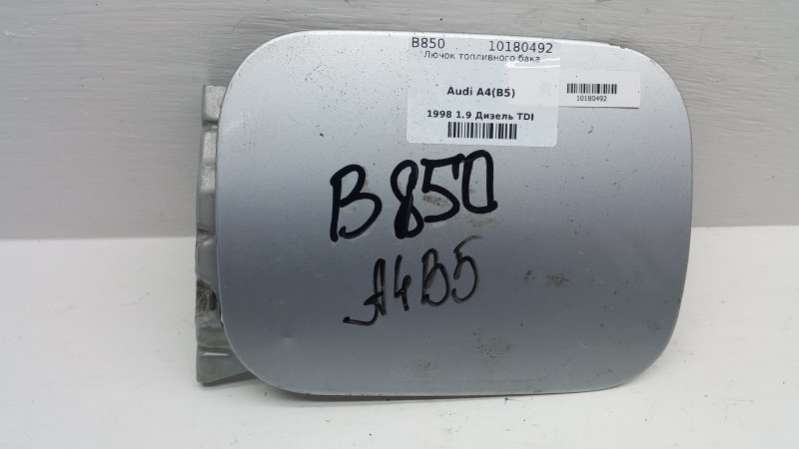 B850 10180492
Лючок топливного бака
Audi A4(B5)
10180492
1998 1.9 Дизель TDI
B850
A4B5